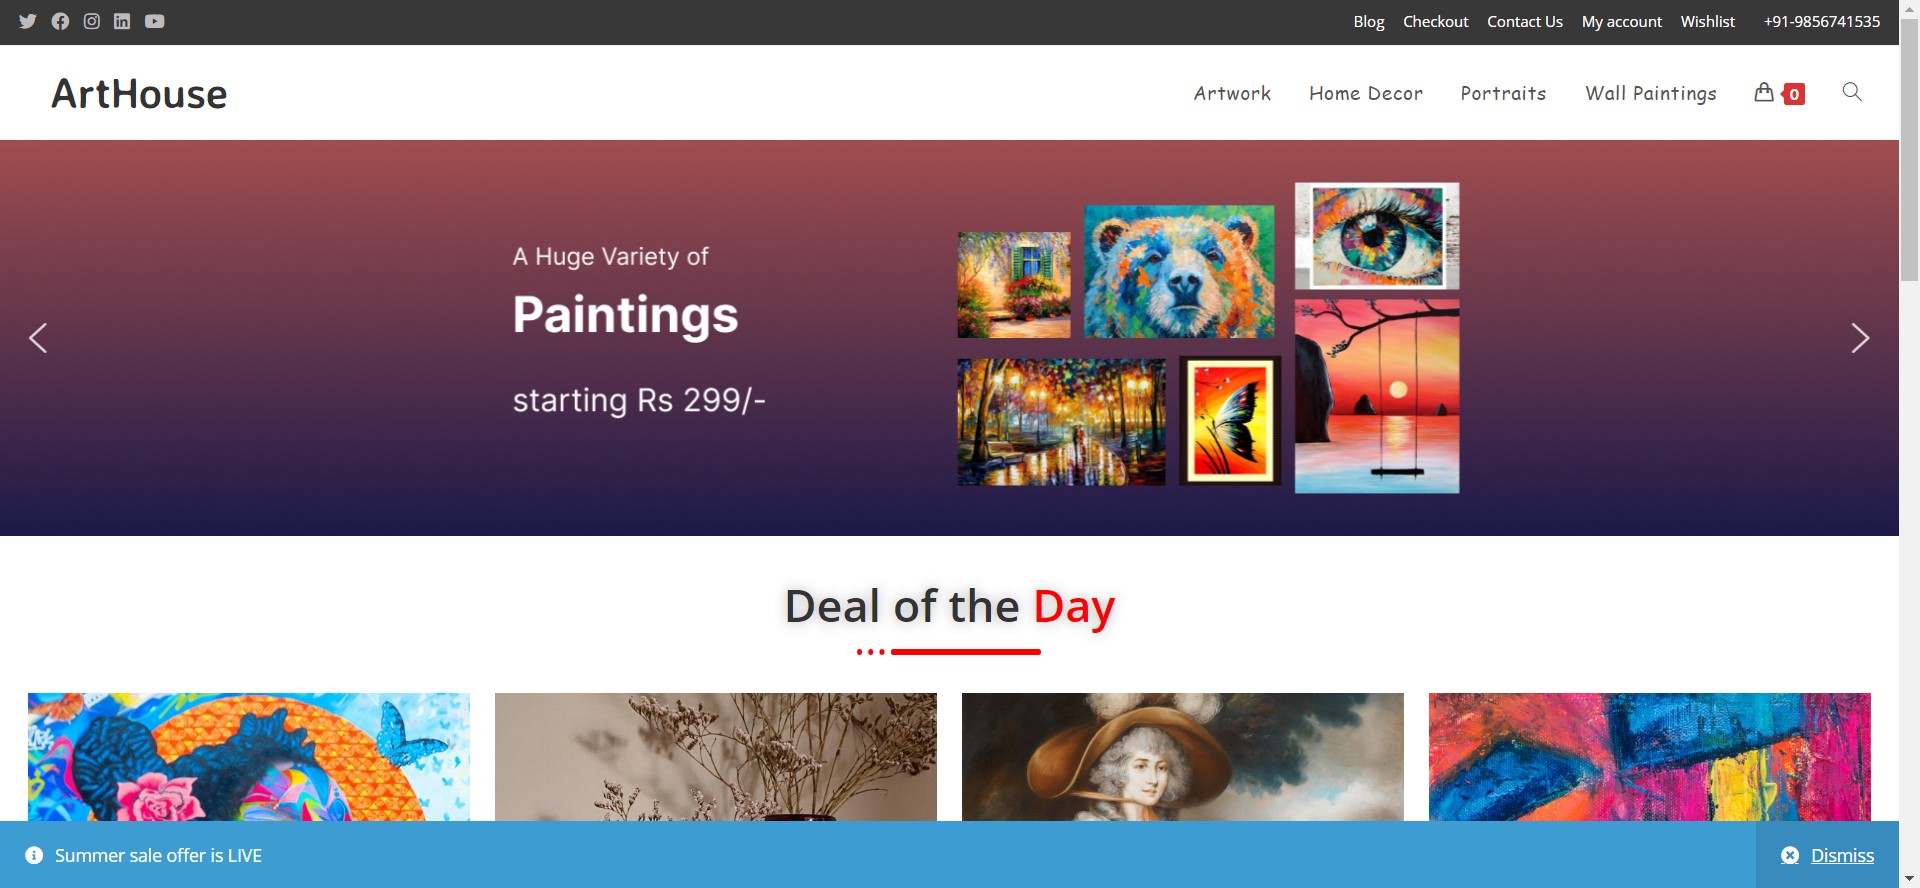 Blog Checkout Contact Us My account Wishlist +91-9856741535
ArtHouse
Artwork Home Decor Portraits Wall Paintings 0
A Huge Variety of
Paintings
starting Rs 299/-
Deal of the Day
Summer sale offer is LIVE
Dismiss